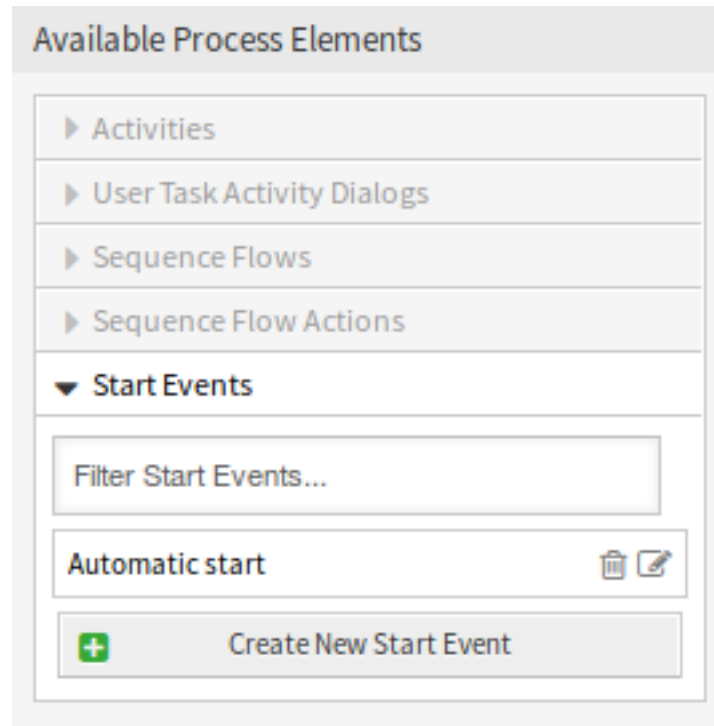 Available Process Elements
Activities
User Task Activity Dialogs
Sequence Flows
Sequence Flow Actions
Start Events
Filter Start Events...
Automatic start
Create New Start Event